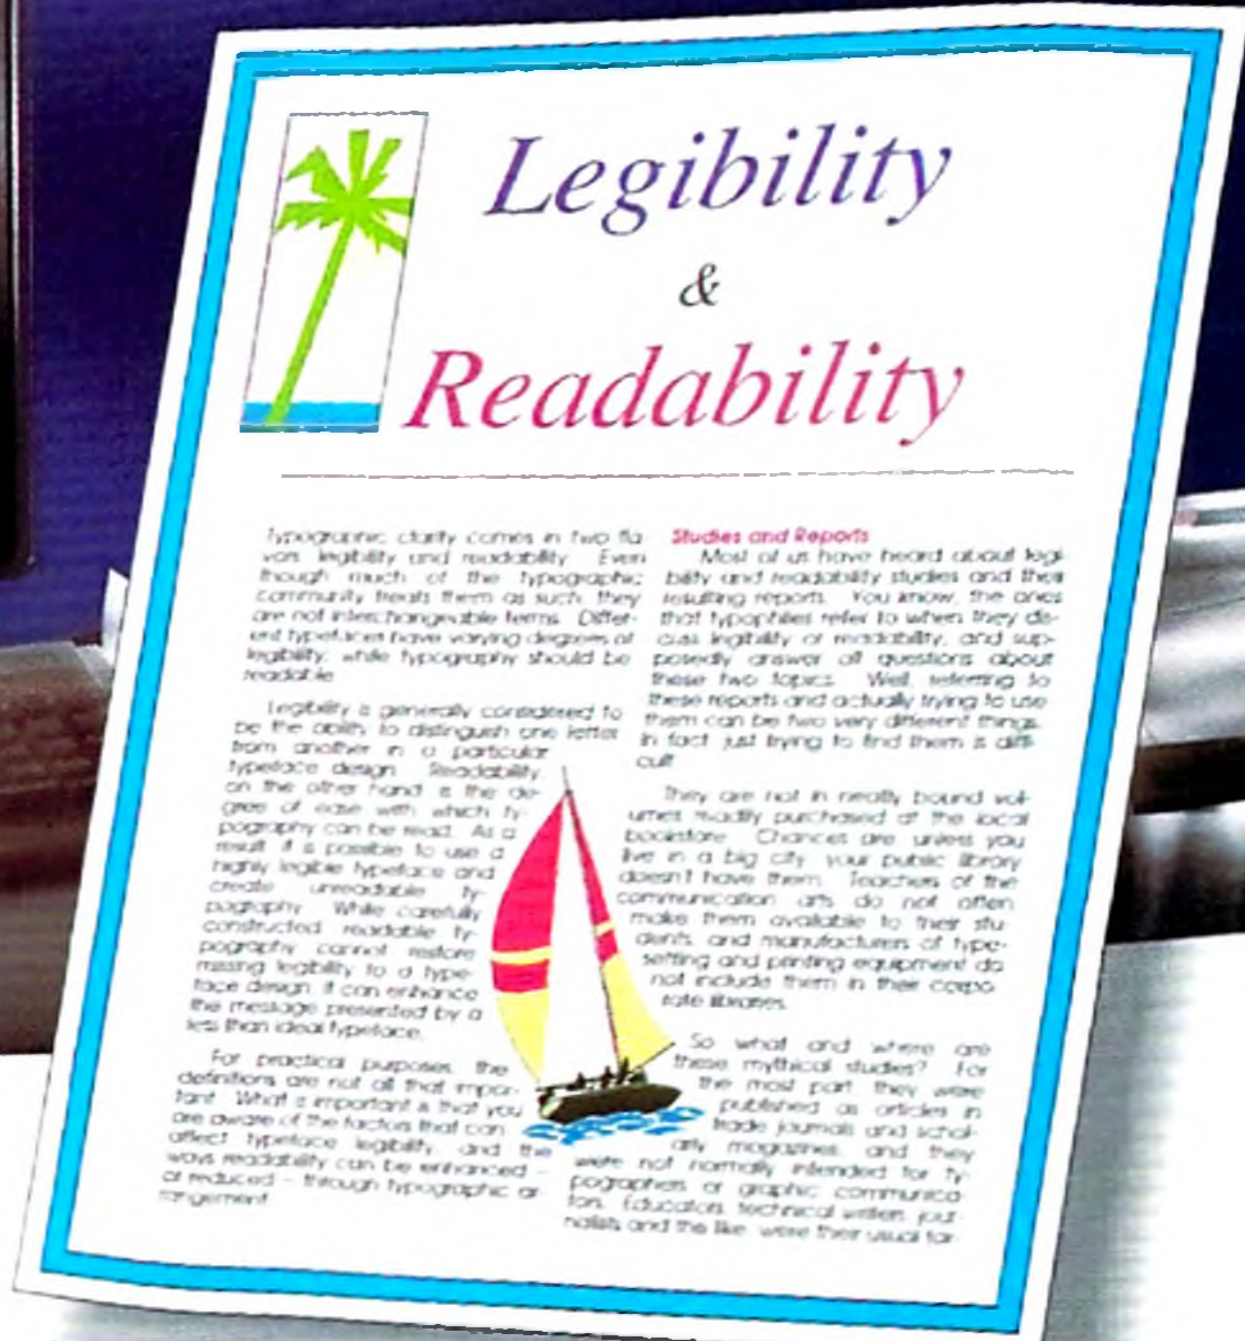 Legibility
&
Readability
Typographic clarity comes in two fla-
vors legibility and readability Even
though much of the typographic
community treats them as such, they
are not interchangeable terms. Differ-
ent typefaces have varying degrees of
legibility, while typography should be
readable
Legibility is generally considered to
be the ability to distinguish one letter
from another in a particular
typeface design Readability,
on the other hand is the de-
gree of ease with which ty-
pography can be read. As a
result it is possible to use a
highly legible typeface and
create unreadable ty-
pography While carefully
constructed readable ty-
pography cannot restore
missing legibility to a type-
face design it can enhance
the message presented by a
less than ideal typeface.
For practical purposes the
definitions are not all that impor-
tant What is important is that you
are aware of the factors that can
affect typeface legibility, and the
ways readability can be enhanced -
or reduced - through typographic ar
rangement
Studies and Reports
Most of us have heard about legi-
bility and readability studies and their
resulting reports. You know, the ones
that typophiles refer to when they dis-
cuss legibility or readability, and sup-
posedly answer all questions about
these two topics. Well, referring to
these reports and actually trying to use
them can be two very different things.
In fact just trying to find them is diffi-
cult
They are not in neatly bound vol-
umes readily purchased at the local
bookstore. Chances are unless you
live in a big city your public library
doesn't have them. Teachers of the
communication arts do not often
make them available to their stu-
dents, and manufacturers of type-
setting and printing equipment do
not include them in their corpo
rate libraries.
So what and where are
these mythical studies? For
the most part they were
published as articles in
trade journals and schol-
arly magazines, and they
were not normally intended for ty-
pographers or graphic communica-
tors. Educators technical writers jour-
nalists and the like were their usual tar-